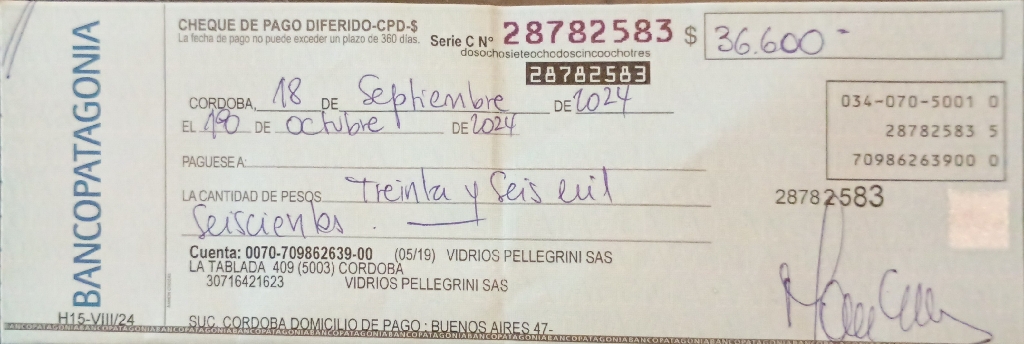 BANCOPATAGONIA
H15-VIII/24
CHEQUE DE PAGO DIFERIDO-CPD-$
La fecha de pago no puede exceder un plazo de 360 días.
Serie C Nº 28782583 $ 36.600-
dosochosieteochodoscincoochotres
28782583
CORDOBA, 18 DE Septiembre DE 2024
EL DE octubre DE 2024
034-070-5001 0
28782583 5
70986263900 0
PAGUESE A:
LA CANTIDAD DE PESOS Treinta y seis mil
seiscientos
28782583
Cuenta: 0070-709862639-00 (05/19) VIDRIOS PELLEGRINI SAS
LA TABLADA 409 (5003) CORDOBA
30716421623 VIDRIOS PELLEGRINI SAS
SUC. CORDOBA DOMICILIO DE PAGO : BUENOS AIRES 47-